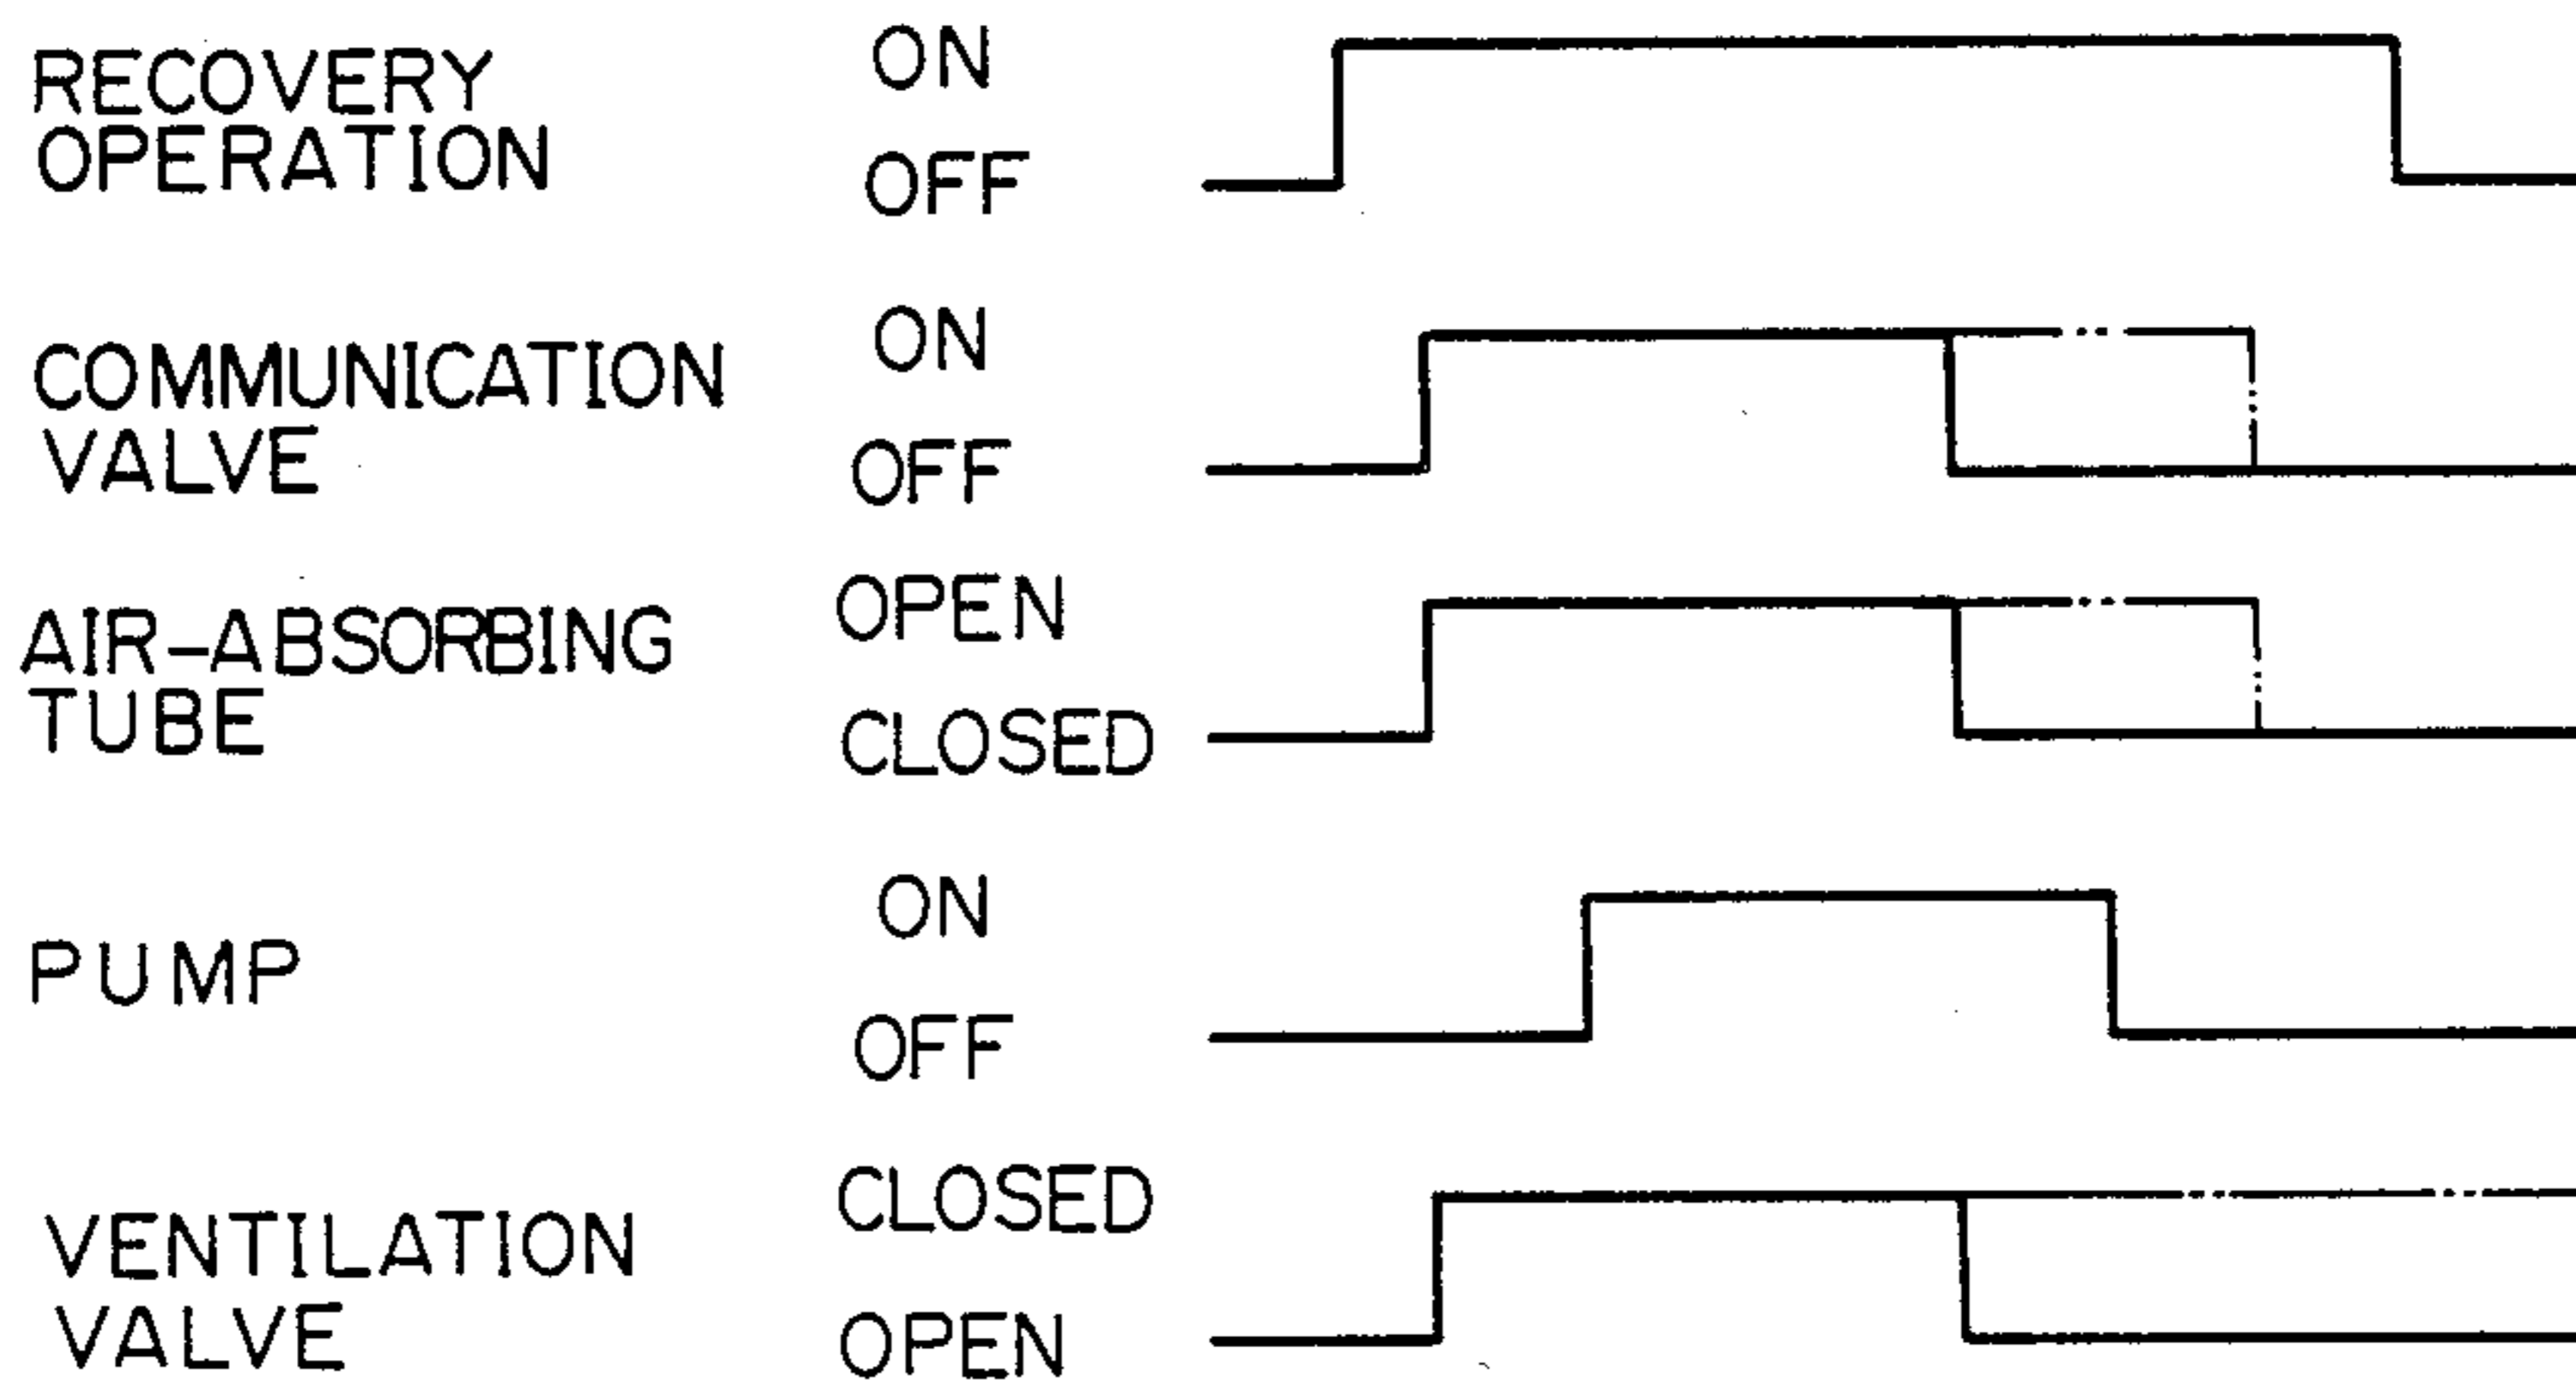 RECOVERY
OPERATION
ON
OFF
COMMUNICATION
VALVE
ON
OFF
AIR-ABSORBING
TUBE
OPEN
CLOSED
PUMP
ON
OFF
VENTILATION
VALVE
CLOSED
OPEN